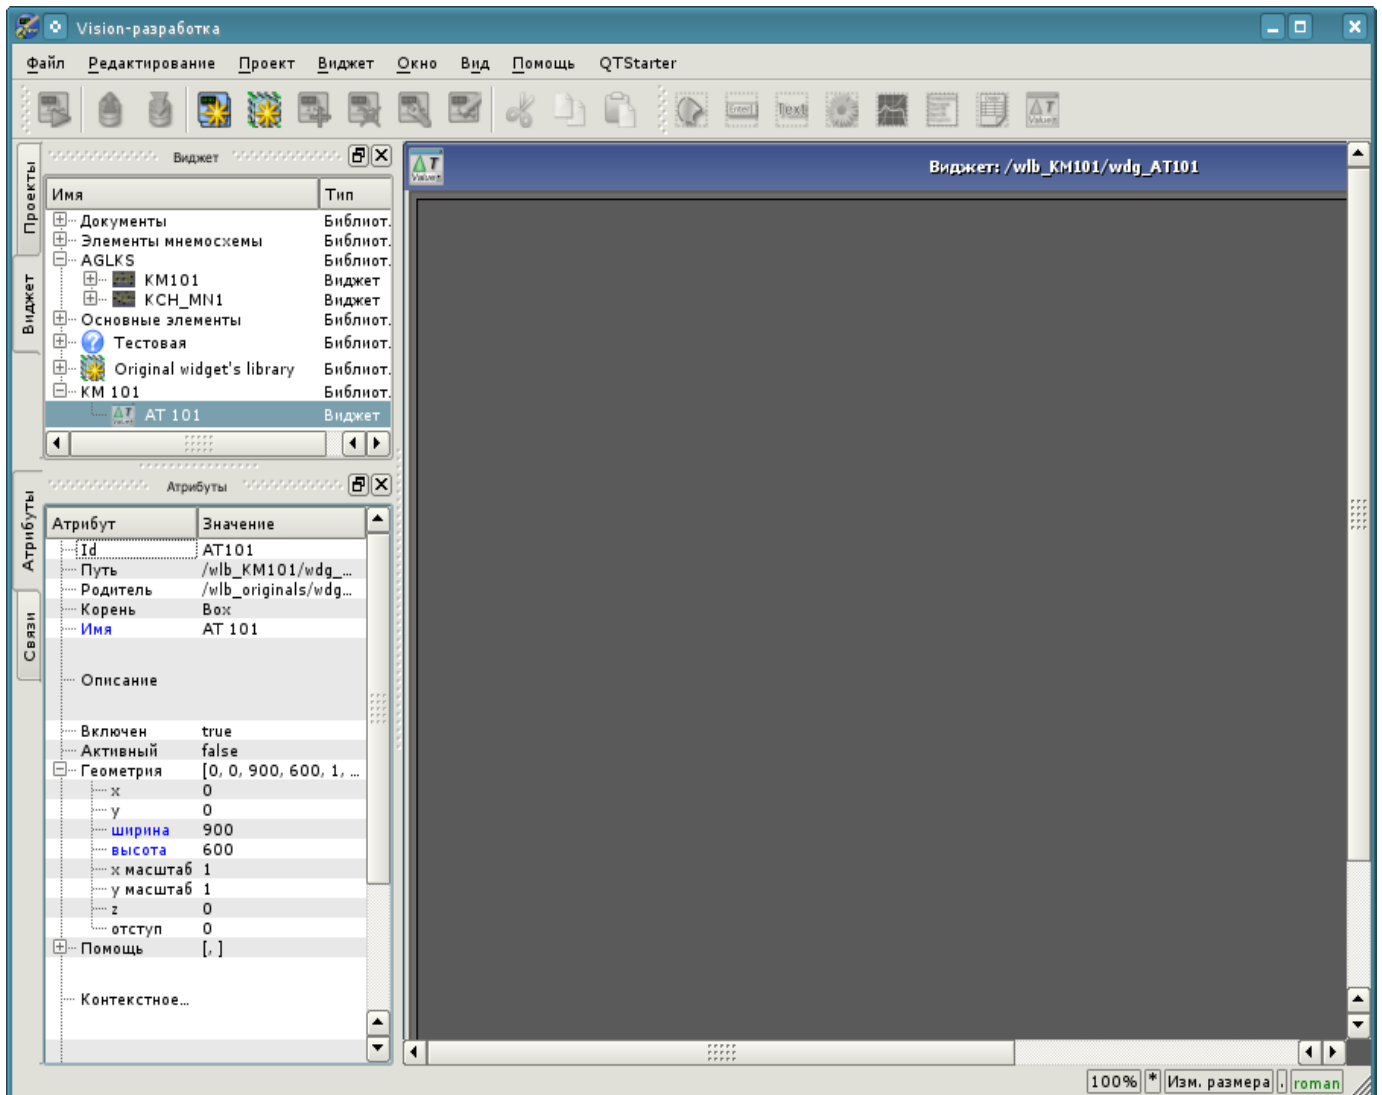 Vision-разработка
Файл Редактирование Проект Виджет Окно Вид Помощь QTStarter
Enter Text
ΔT Value?
Проекты
Виджет
Виджет
Имя Тип
Документы Библиот.
Элементы мнемосхемы Библиот.
AGLKS Библиот.
KM101 Виджет
KCH_MN1 Виджет
Основные элементы Библиот.
Тестовая Библиот.
Original widget's library Библиот.
KM 101 Библиот.
AT 101 Виджет
Виджет: /wlb_KM101/wdg_AT101
Атрибуты
Связи
Атрибуты
Атрибут Значение
Id AT101
Путь /wlb_KM101/wdg_...
Родитель /wlb_originals/wdg...
Корень Box
Имя AT 101
Описание
Включен true
Активный false
Геометрия [0, 0, 900, 600, 1, ...
x 0
y 0
ширина 900
высота 600
x масштаб 1
y масштаб 1
z 0
отступ 0
Помощь [, ]
Контекстное...
100% * Изм. размера . roman